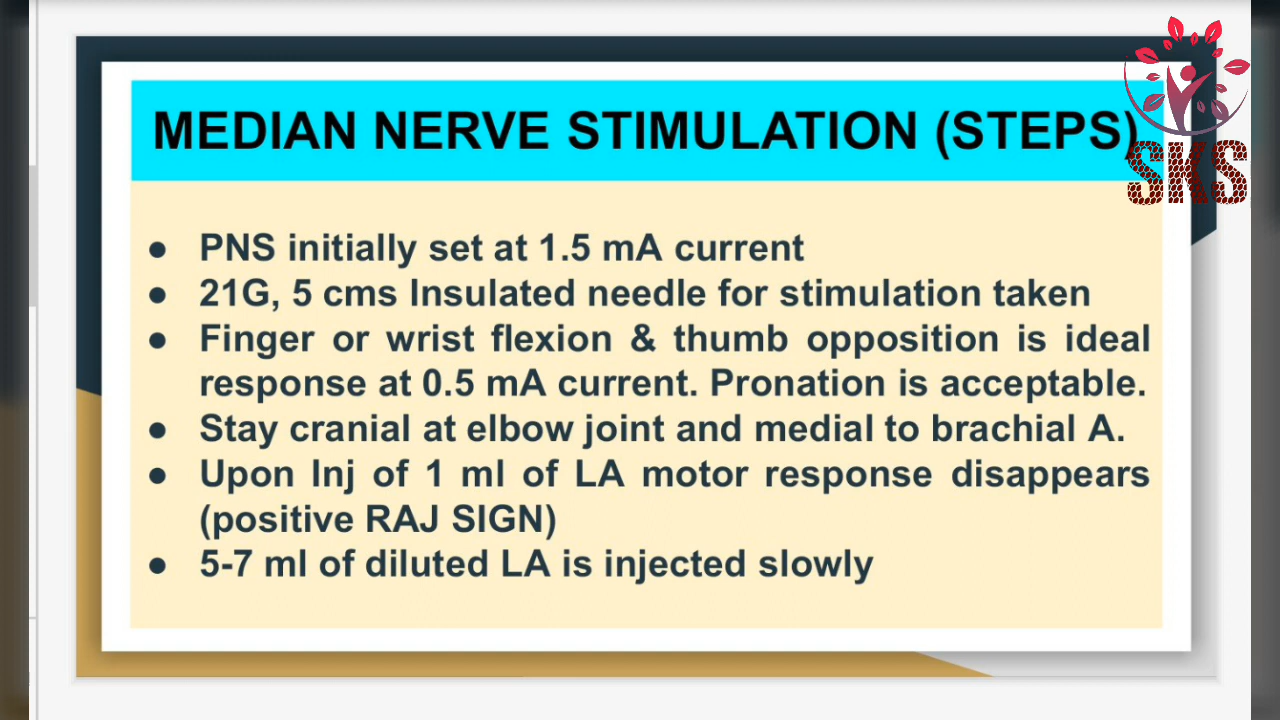 MEDIAN NERVE STIMULATION (STEPS)
SKS
● PNS initially set at 1.5 mA current
● 21G, 5 cms Insulated needle for stimulation taken
● Finger or wrist flexion & thumb opposition is ideal
response at 0.5 mA current. Pronation is acceptable.
● Stay cranial at elbow joint and medial to brachial A.
● Upon Inj of 1 ml of LA motor response disappears
(positive RAJ SIGN)
● 5-7 ml of diluted LA is injected slowly